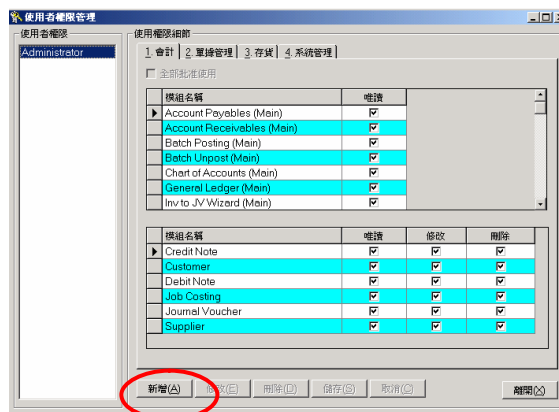 使用者權限管理
使用者權限
Administrator
使用權限細節
1. 會計 2. 單據管理 3. 存貨 4. 系統管理
全部批准使用
模組名稱 唯讀
Account Payables (Main)
Account Receivables (Main)
Batch Posting (Main)
Batch Unpost (Main)
Chart of Accounts (Main)
General Ledger (Main)
Inv to JV Wizard (Main)
模組名稱 唯讀 修改 刪除
Credit Note
Customer
Debit Note
Job Costing
Journal Voucher
Supplier
新增(A) 修改(E) 刪除(D) 儲存(S) 取消(C) 離開(X)